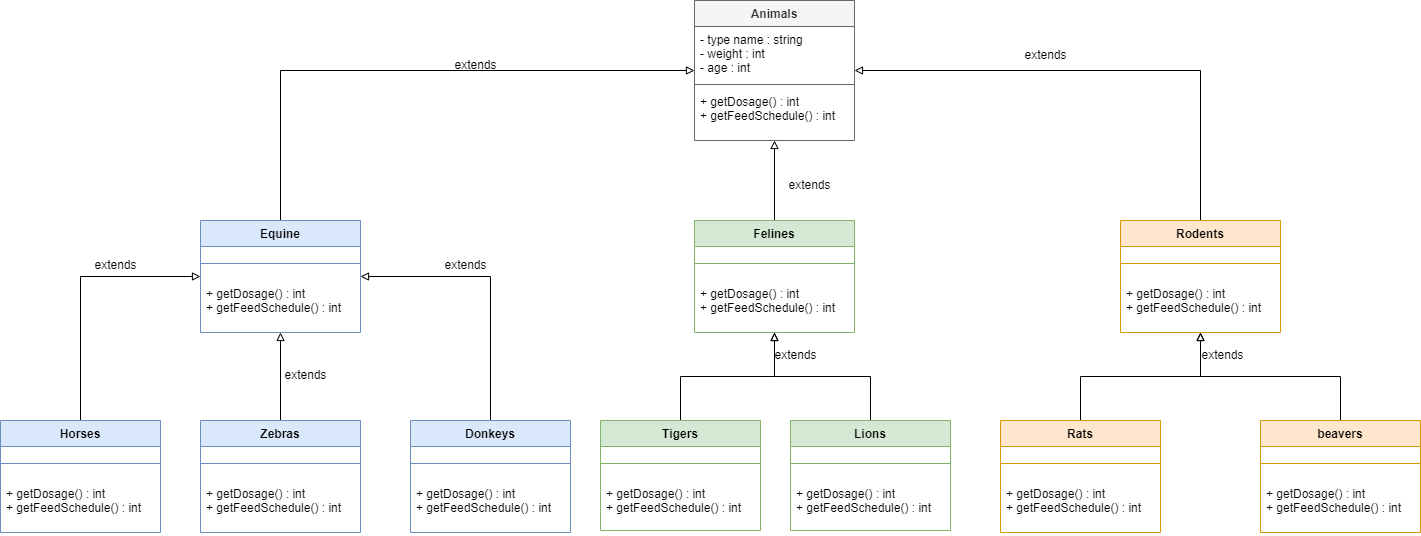 Animals
- type name : string
- weight : int
- age : int
+ getDosage() : int
+ getFeedSchedule() : int
extends
extends
extends
Equine
+ getDosage() : int
+ getFeedSchedule() : int
Felines
+ getDosage() : int
+ getFeedSchedule() : int
Rodents
+ getDosage() : int
+ getFeedSchedule() : int
extends
extends
extends
extends
extends
Horses
+ getDosage() : int
+ getFeedSchedule() : int
Zebras
+ getDosage() : int
+ getFeedSchedule() : int
Donkeys
+ getDosage() : int
+ getFeedSchedule() : int
Tigers
+ getDosage() : int
+ getFeedSchedule() : int
Lions
+ getDosage() : int
+ getFeedSchedule() : int
Rats
+ getDosage() : int
+ getFeedSchedule() : int
beavers
+ getDosage() : int
+ getFeedSchedule() : int